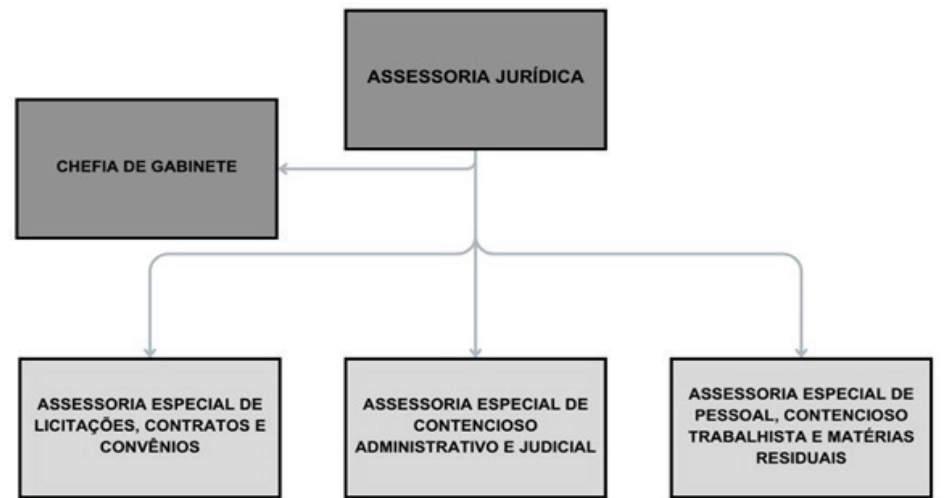 ASSESSORIA JURÍDICA
CHEFIA DE GABINETE
ASSESSORIA ESPECIAL DE
LICITAÇÕES, CONTRATOS E
CONVÊNIOS
ASSESSORIA ESPECIAL DE
CONTENCIOSO
ADMINISTRATIVO E JUDICIAL
ASSESSORIA ESPECIAL DE
PESSOAL, CONTENCIOSO
TRABALHISTA E MATÉRIAS
RESIDUAIS